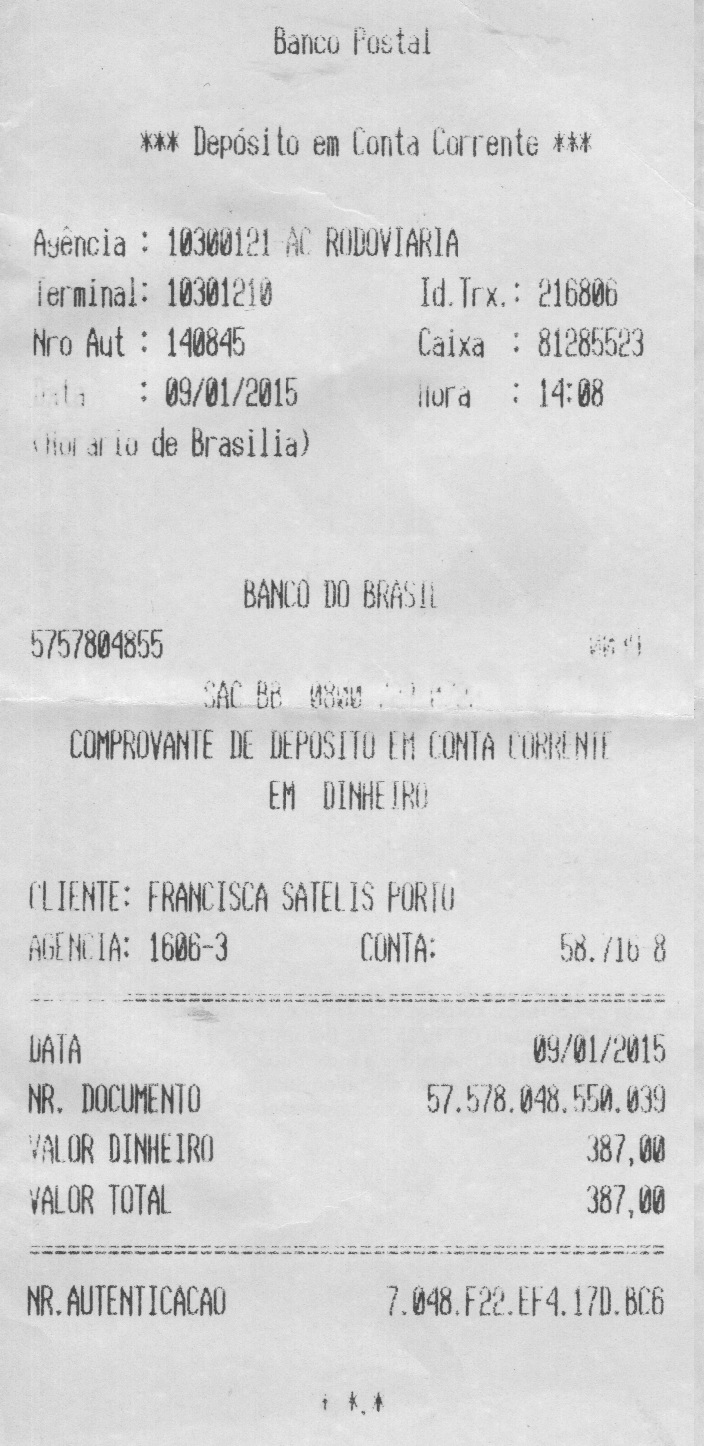 Banco Postal
*** Depósito em Conta Corrente ***
Agência : 10300121 AC RODOVIARIA
Terminal: 10301210 Id.Trx.: 216806
Nro Aut : 140845 Caixa : 81285523
Data : 09/01/2015 Hora : 14:08
(Horario de Brasilia)
BANCO DO BRASIL
5757804855
SAC BB 0800
COMPROVANTE DE DEPOSITO EM CONTA CORRENTE
EM DINHEIRO
CLIENTE: FRANCISCA SATELIS PORTO
AGENCIA: 1606-3 CONTA: 58.716-8
DATA 09/01/2015
NR. DOCUMENTO 57.578.048.550.039
VALOR DINHEIRO 387,00
VALOR TOTAL 387,00
NR.AUTENTICACAO 7.048.F22.EF4.17D.BC6